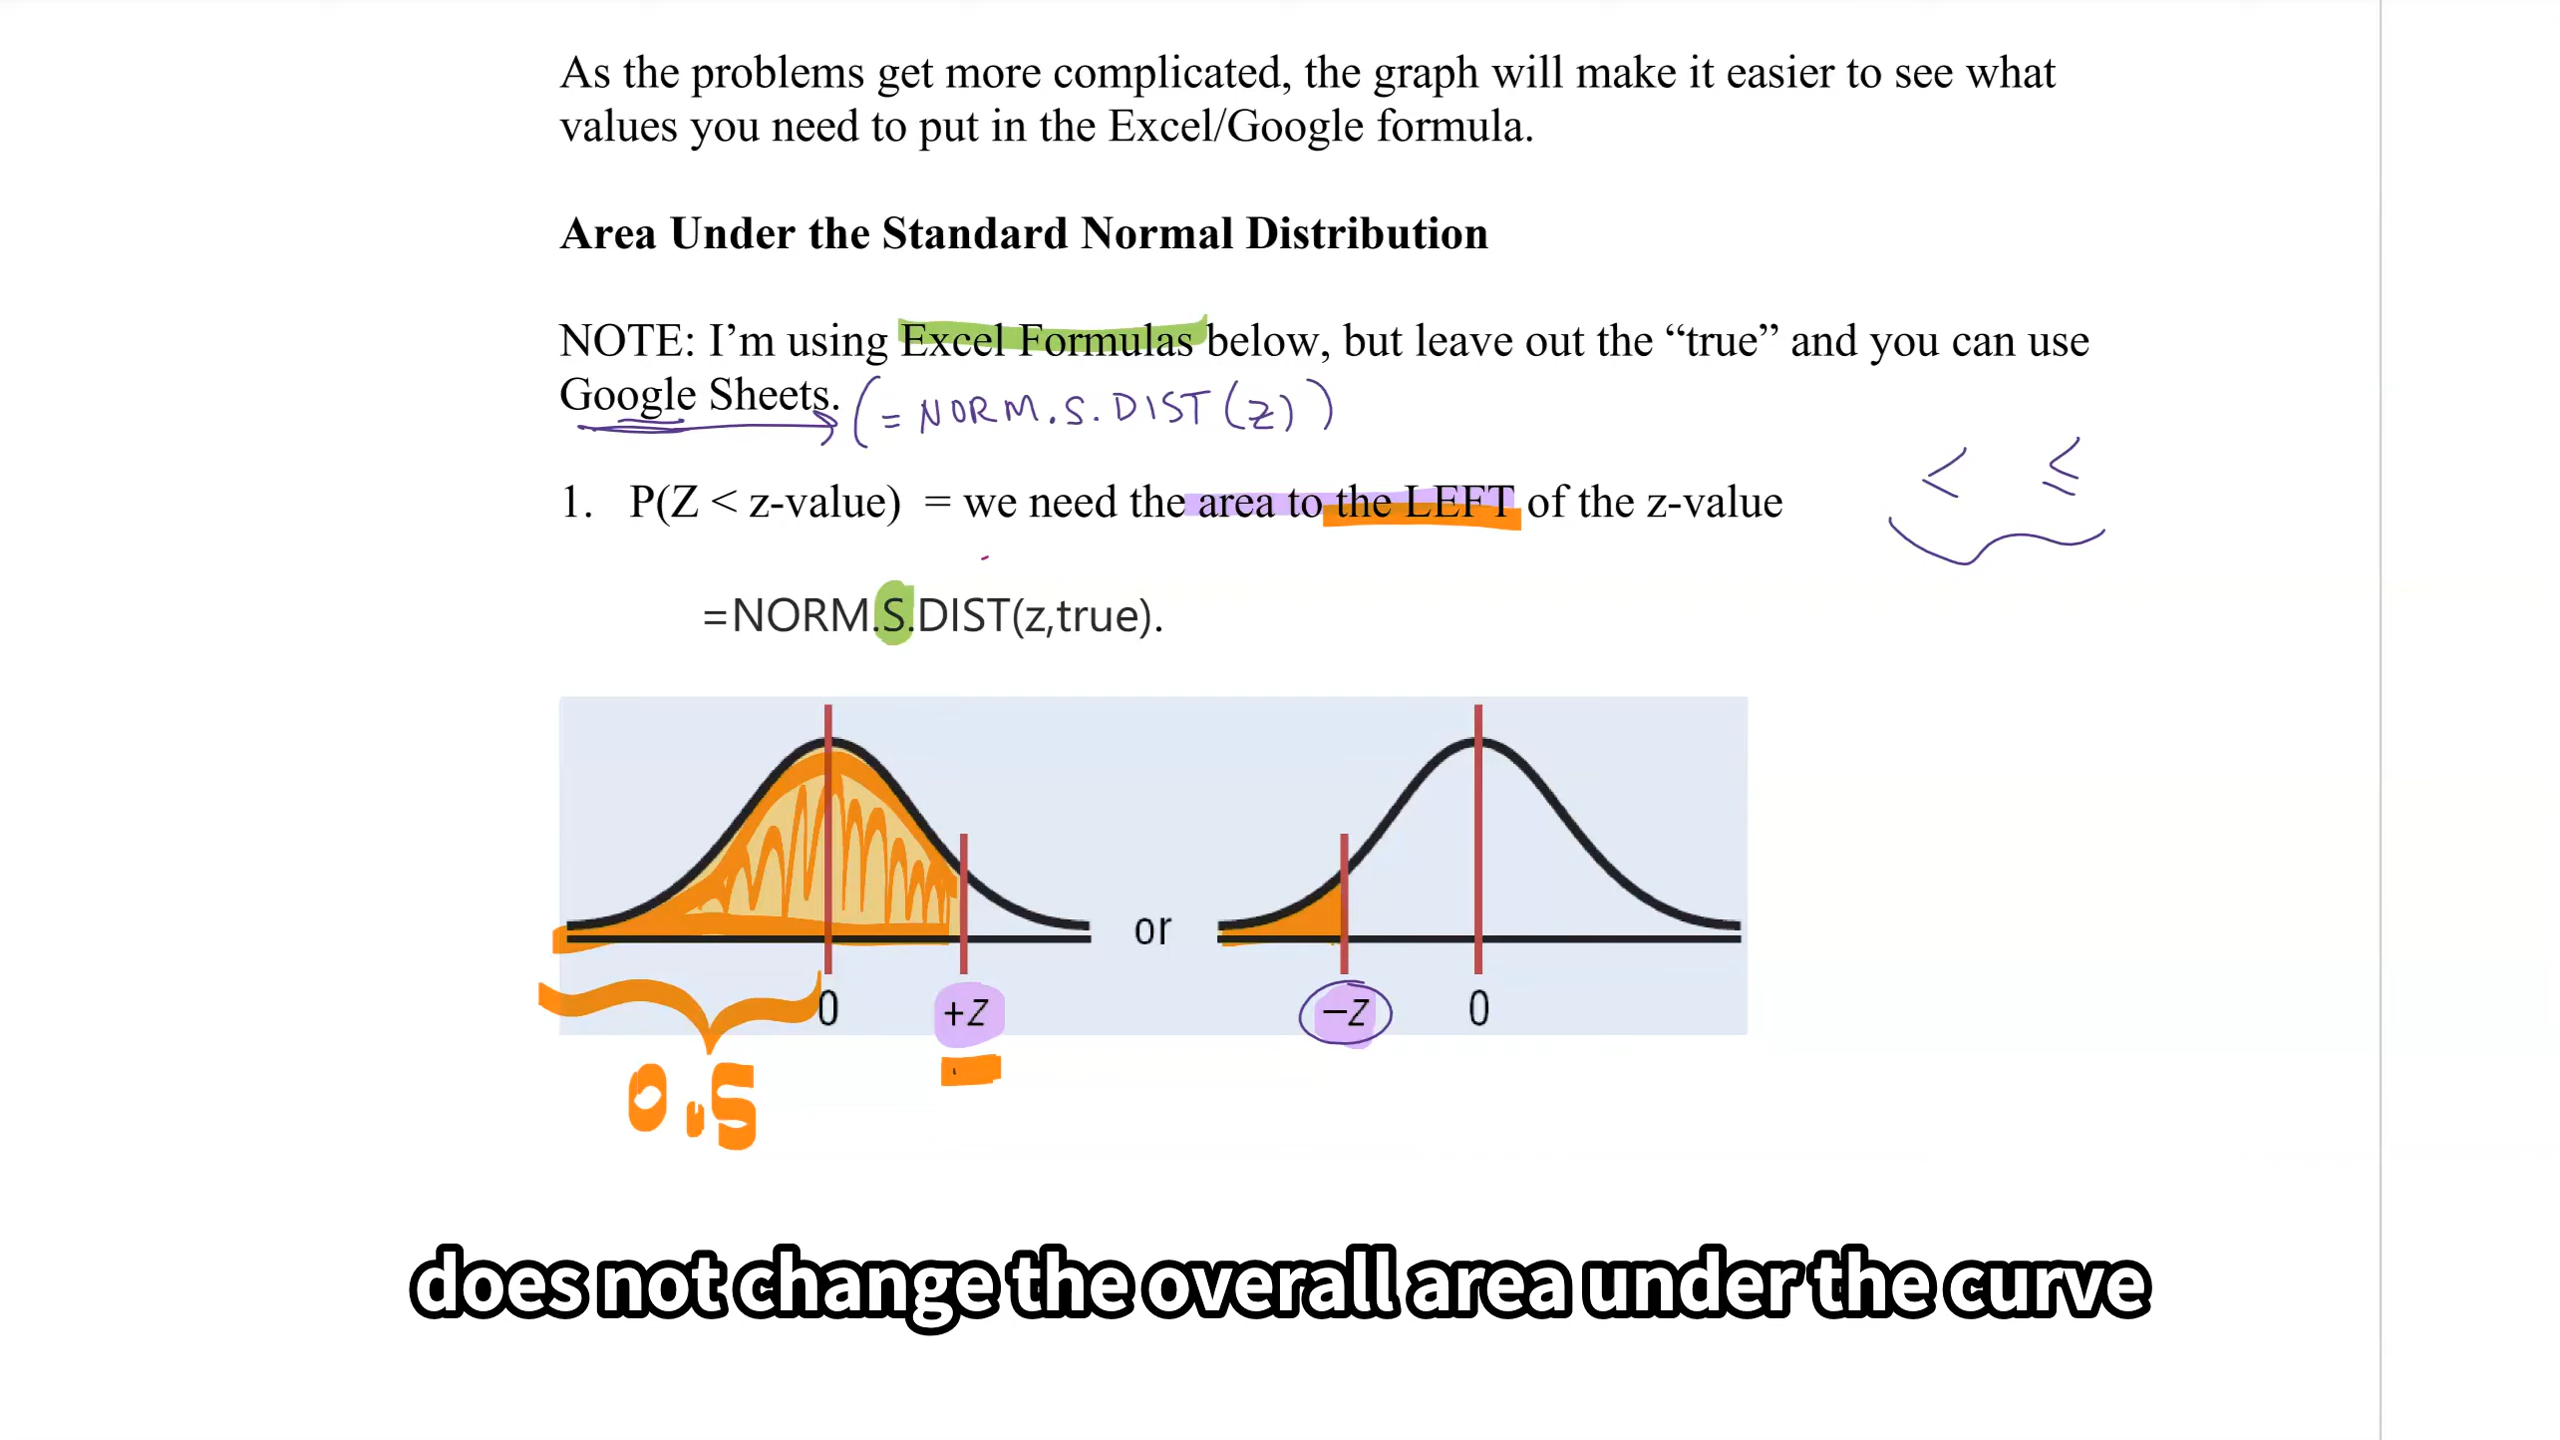 As the problems get more complicated, the graph will make it easier to see what
values you need to put in the Excel/Google formula.
Area Under the Standard Normal Distribution
NOTE: I’m using Excel Formulas below, but leave out the “true” and you can use
Google Sheets. (= NORM.S.DIST(z))
< ≤
1. P(Z < z-value) = we need the area to the LEFT of the z-value
=NORM.S.DIST(z,true).
or
0 +z −z 0
0.5
does not change the overall area under the curve